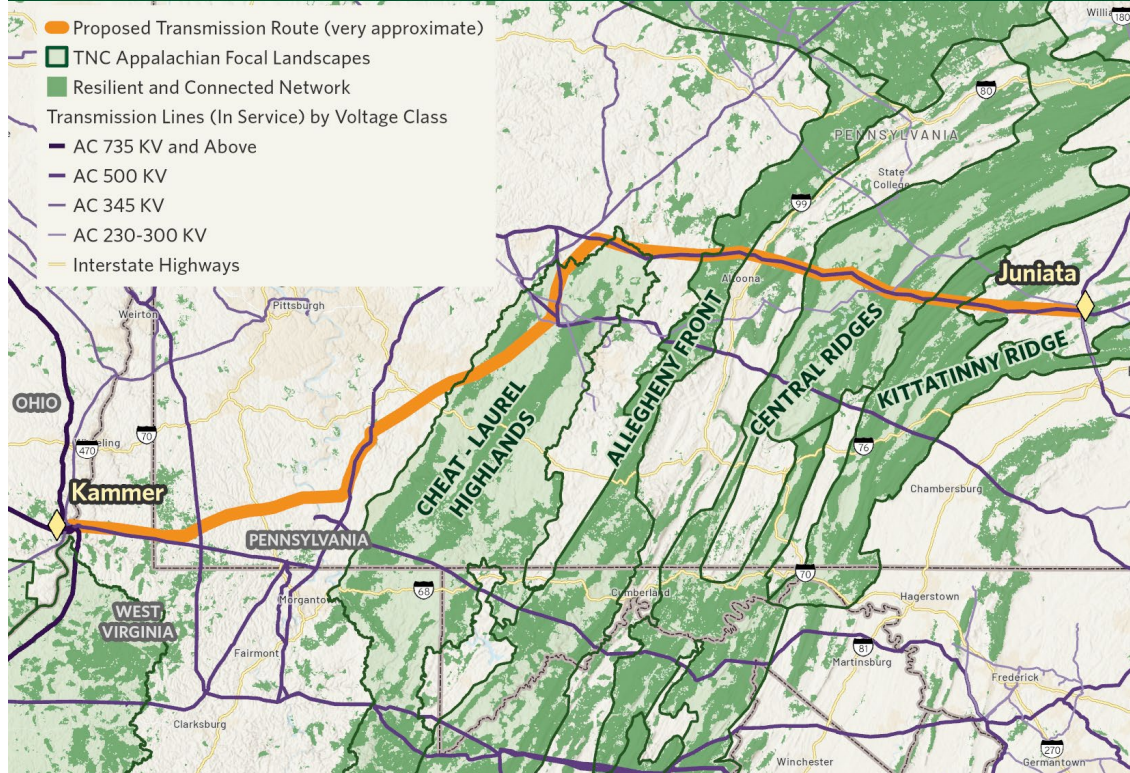 Proposed Transmission Route (very approximate)
TNC Appalachian Focal Landscapes
Resilient and Connected Network
Transmission Lines (In Service) by Voltage Class
AC 735 KV and Above
AC 500 KV
AC 345 KV
AC 230-300 KV
Interstate Highways
180
80
PENNSYLVANIA
State
College
99
Altoona
Juniata
Weirton
Pittsburgh
OHIO
70
470
Kammer
CHEAT - LAUREL
HIGHLANDS
ALLEGHENY FRONT
CENTRAL RIDGES
KITTATINNY RIDGE
76
Chambersburg
PENNSYLVANIA
WEST
VIRGINIA
68
Cumberland
70
Hagerstown
Fairmont
81
Martinsburg
Frederick
Clarksburg
Winchester
270
Germantown